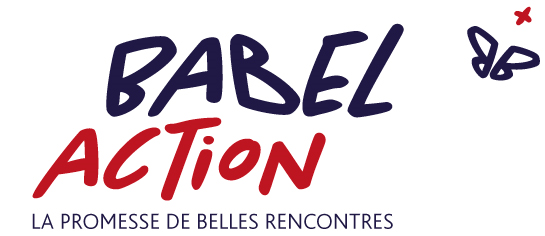 BABEL
ACTION
LA PROMESSE DE BELLES RENCONTRES